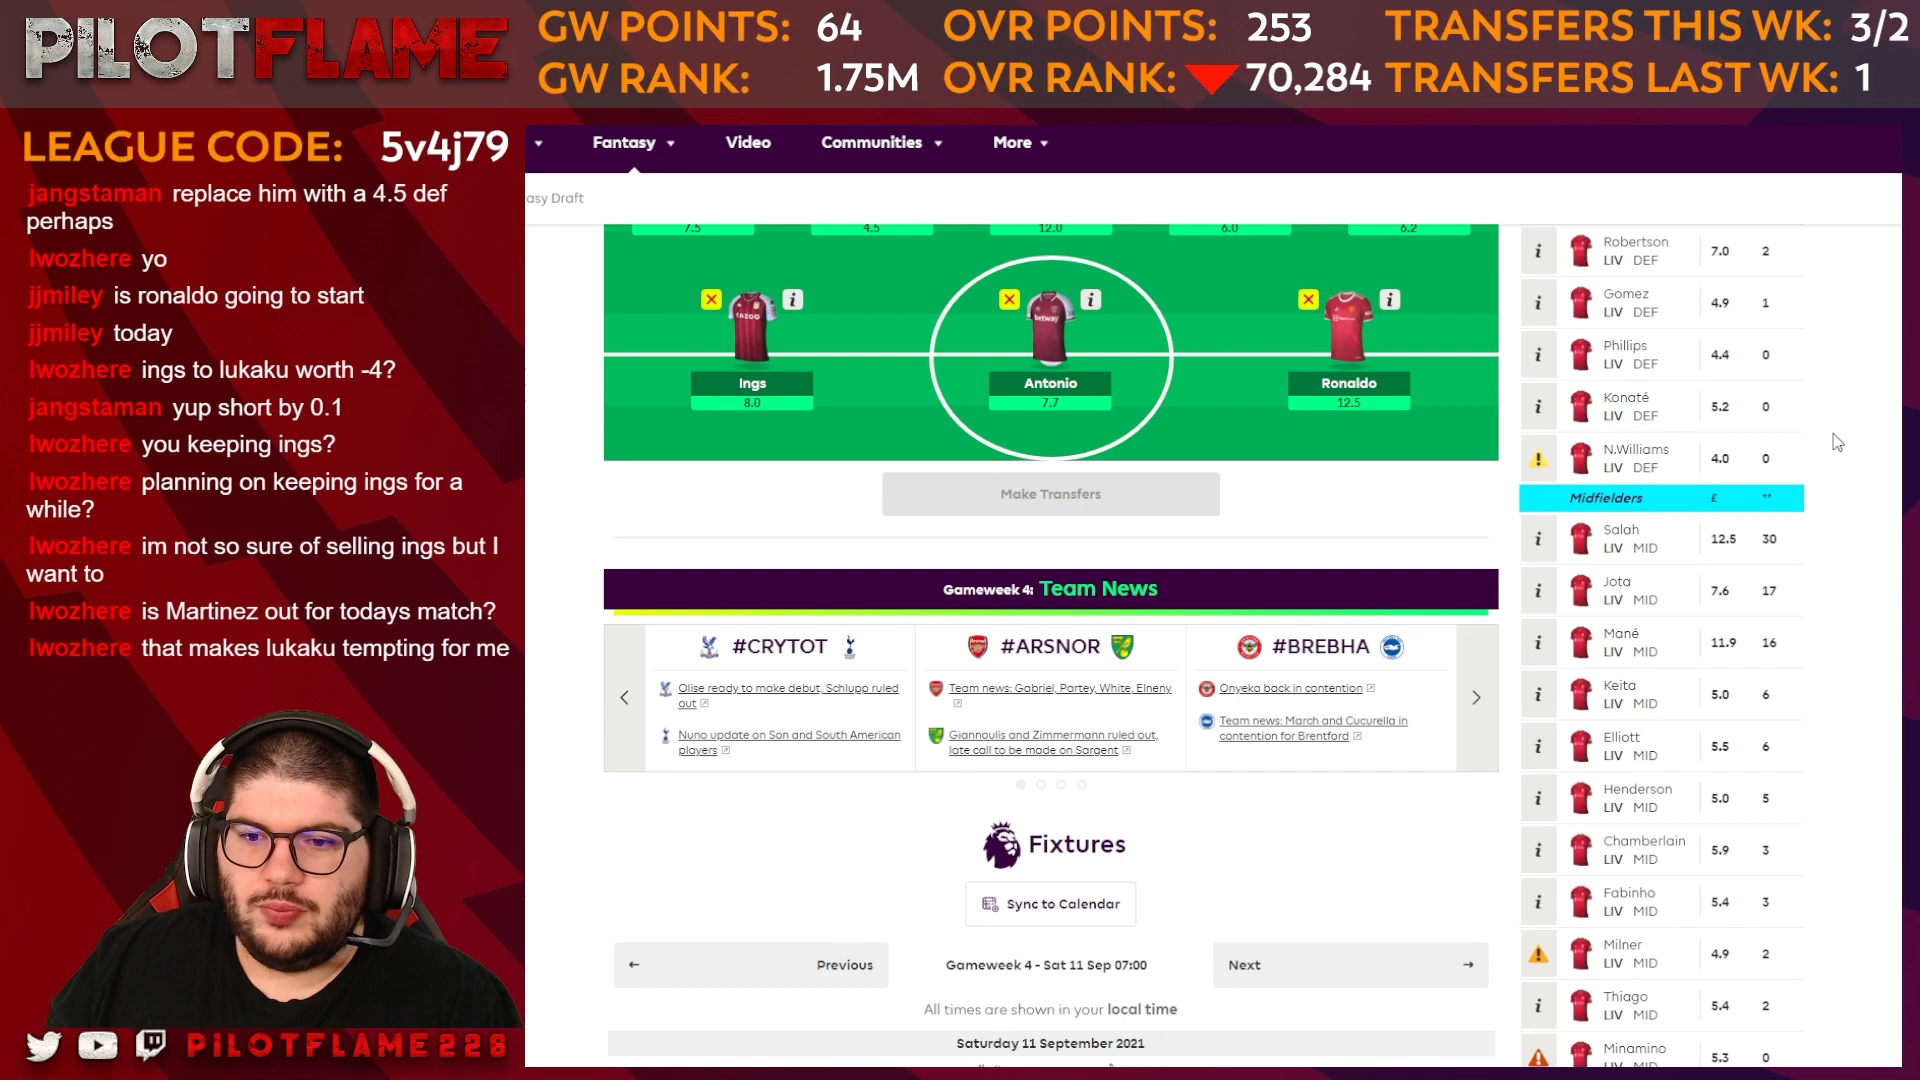 PILOTFLAME
GW POINTS: 64
OVR POINTS: 253
TRANSFERS THIS WK: 3/2
GW RANK: 1.75M
OVR RANK: 70,284
TRANSFERS LAST WK: 1
LEAGUE CODE: 5v4j79
jangstaman replace him with a 4.5 def
perhaps
lwozhere yo
jjmiley is ronaldo going to start
jjmiley today
lwozhere ings to lukaku worth -4?
jangstaman yup short by 0.1
lwozhere you keeping ings?
lwozhere planning on keeping ings for a
while?
lwozhere im not so sure of selling ings but I
want to
lwozhere is Martinez out for todays match?
lwozhere that makes lukaku tempting for me
PILOTFLAME226
Fantasy Video Communities More
asy Draft
7.5 4.5 12.0 6.0 6.2
CAZOO
betway
Ings Antonio Ronaldo
8.0 7.7 12.5
Make Transfers
Gameweek 4: Team News
#CRYTOT
Olise ready to make debut, Schlupp ruled
out
Nuno update on Son and South American
players
#ARSNOR
Team news: Gabriel, Partey, White, Elneny
Giannoulis and Zimmermann ruled out,
late call to be made on Sargent
#BREBHA
Onyeka back in contention
Team news: March and Cucurella in
contention for Brentford
Fixtures
Sync to Calendar
Previous
Gameweek 4 - Sat 11 Sep 07:00
Next
All times are shown in your local time
Saturday 11 September 2021
Robertson 7.0 2
LIV DEF
Gomez 4.9 1
LIV DEF
Phillips 4.4 0
LIV DEF
Konaté 5.2 0
LIV DEF
N.Williams 4.0 0
LIV DEF
Midfielders £ **
Salah 12.5 30
LIV MID
Jota 7.6 17
LIV MID
Mané 11.9 16
LIV MID
Keita 5.0 6
LIV MID
Elliott 5.5 6
LIV MID
Henderson 5.0 5
LIV MID
Chamberlain 5.9 3
LIV MID
Fabinho 5.4 3
LIV MID
Milner 4.9 2
LIV MID
Thiago 5.4 2
LIV MID
Minamino 5.3 0
LIV MID